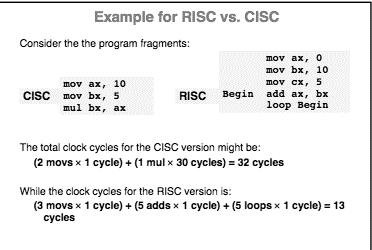 Example for RISC vs. CISC
Consider the the program fragments:
CISC
mov ax, 10
mov bx, 5
mul bx, ax
RISC
mov ax, 0
mov bx, 10
mov cx, 5
Begin add ax, bx
loop Begin
The total clock cycles for the CISC version might be:
(2 movs × 1 cycle) + (1 mul × 30 cycles) = 32 cycles
While the clock cycles for the RISC version is:
(3 movs × 1 cycle) + (5 adds × 1 cycle) + (5 loops × 1 cycle) = 13
cycles